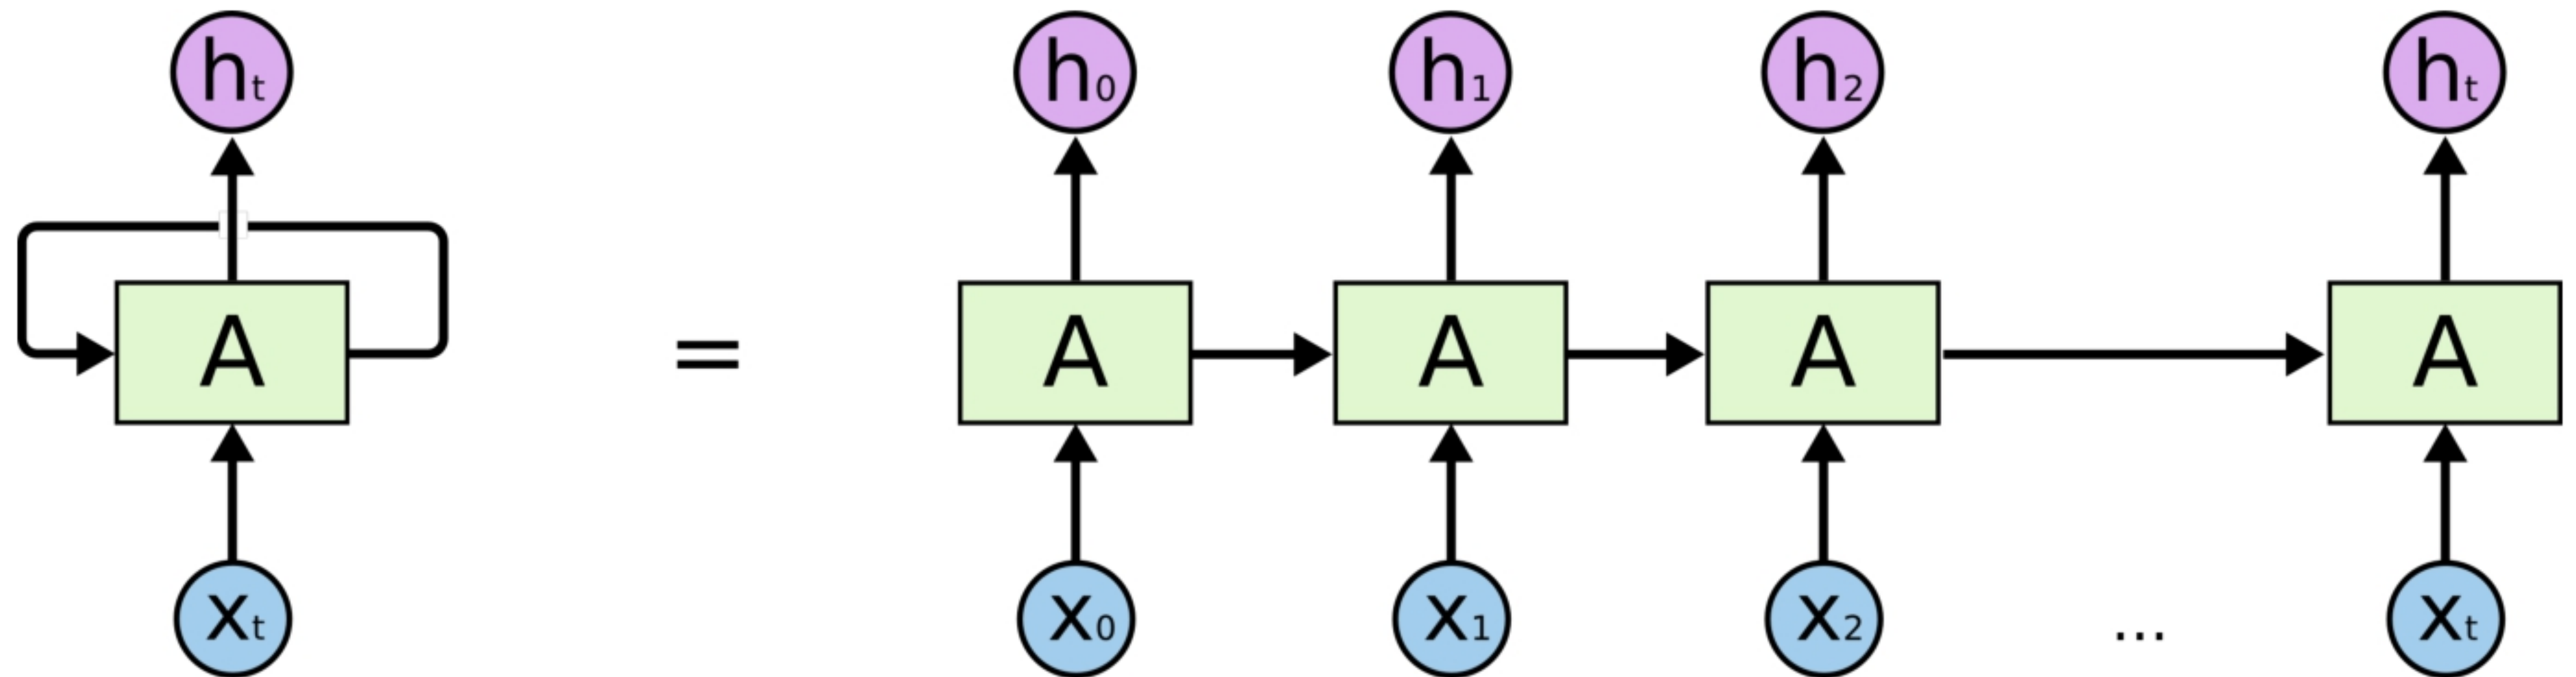 hₜ h₀ h₁ h₂ hₜ
A = A A A A
xₜ x₀ x₁ x₂ ... xₜ